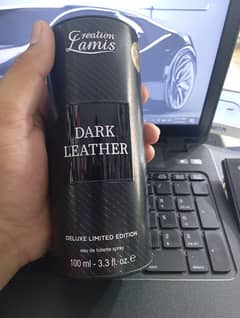 Creation
Lamis
DARK
LEATHER
DELUXE LIMITED EDITION
eau de toilette spray
100 ml - 3.3 fl. oz. e